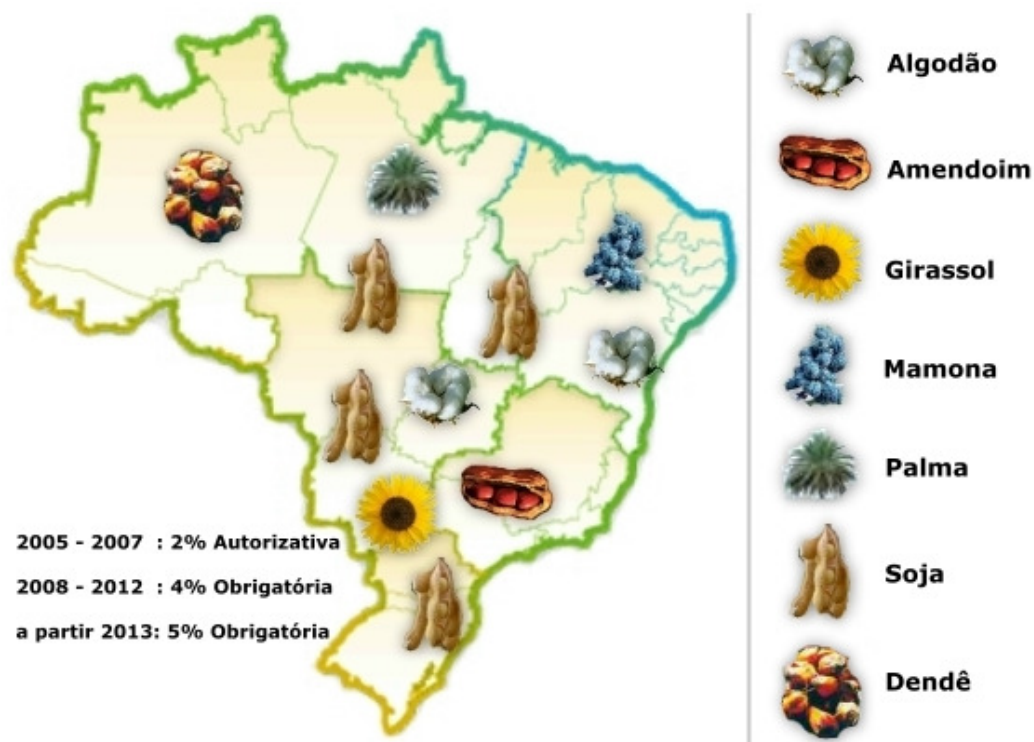 Algodão
Amendoim
Girassol
Mamona
Palma
Soja
Dendê
2005 - 2007 : 2% Autorizativa
2008 - 2012 : 4% Obrigatória
a partir 2013: 5% Obrigatória